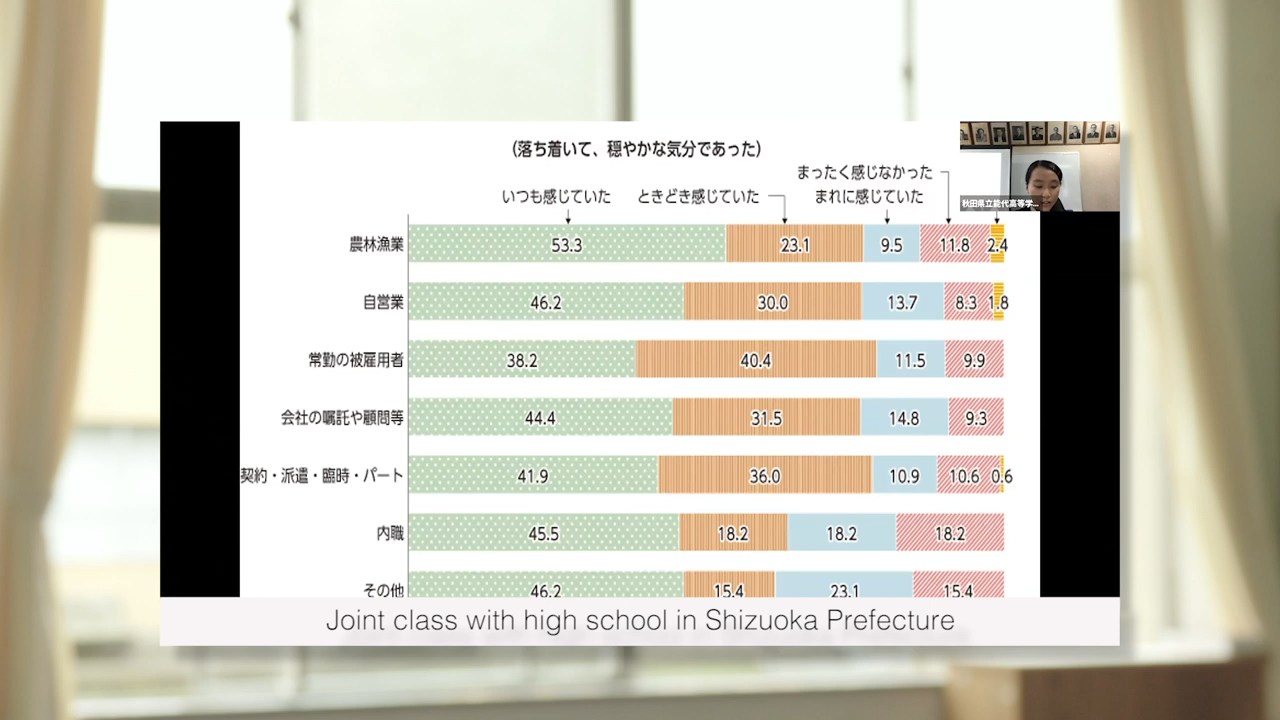 (落ち着いて、穏やかな気分であった)
まったく感じなかった
いつも感じていた ときどき感じていた まれに感じていた
秋田県立能代高等学...
農林漁業 53.3 23.1 9.5 11.8 2.4
自営業 46.2 30.0 13.7 8.3 1.8
常勤の被雇用者 38.2 40.4 11.5 9.9
会社の嘱託や顧問等 44.4 31.5 14.8 9.3
契約・派遣・臨時・パート 41.9 36.0 10.9 10.6 0.6
内職 45.5 18.2 18.2 18.2
その他 46.2 15.4 23.1 15.4
Joint class with high school in Shizuoka Prefecture